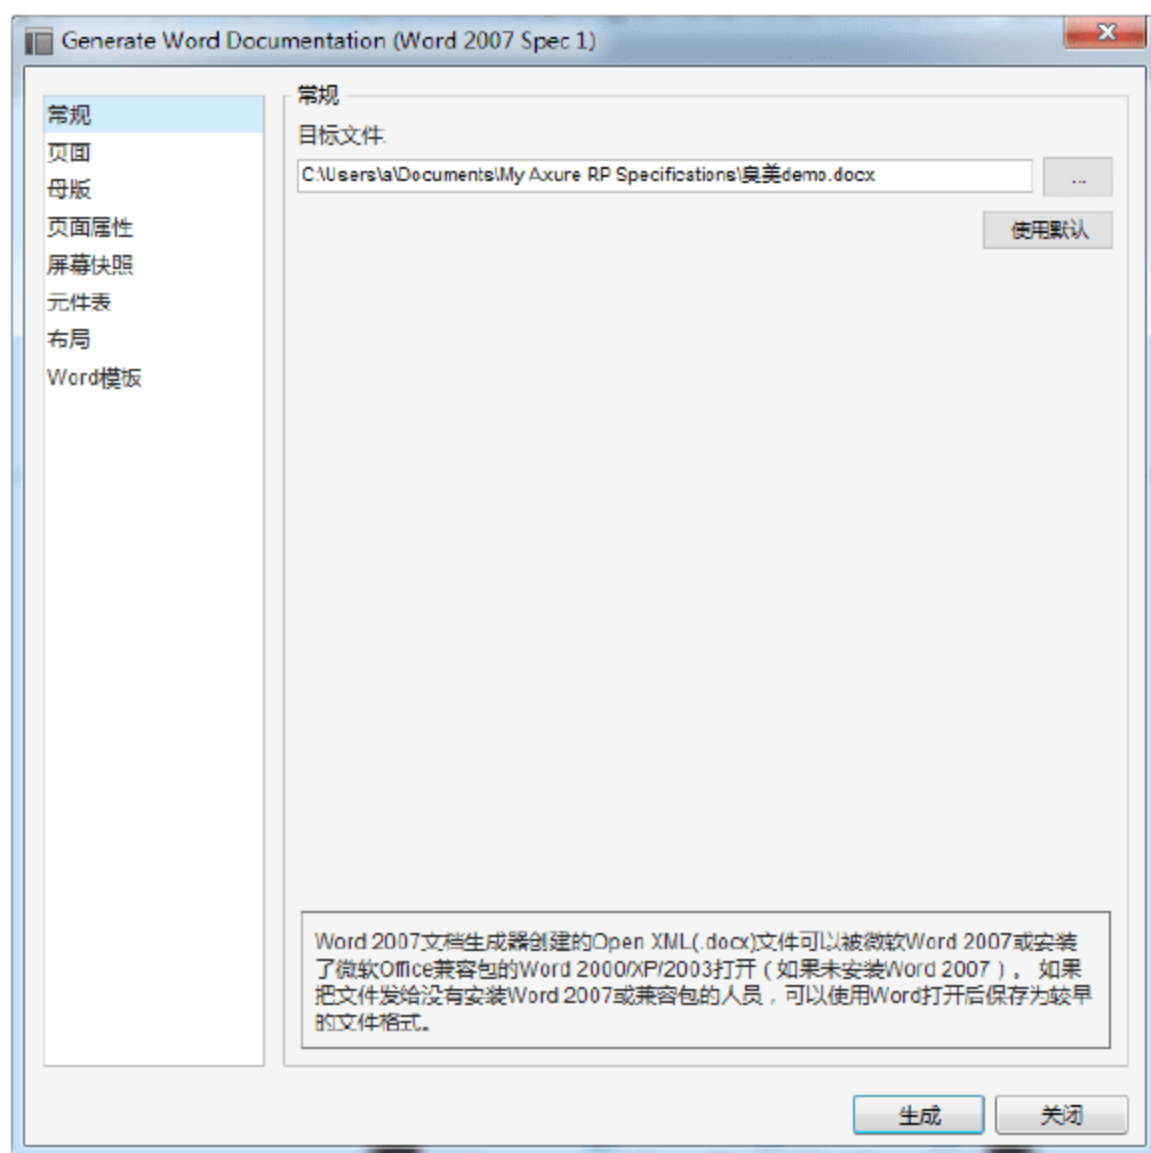 Generate Word Documentation (Word 2007 Spec 1)
常规
页面
母版
页面属性
屏幕快照
元件表
布局
Word模板
常规
目标文件:
C:\Users\a\Documents\My Axure RP Specifications\臭美demo.docx
...
使用默认
Word 2007文档生成器创建的Open XML(.docx)文件可以被微软Word 2007或安装
了微软Office兼容包的Word 2000/XP/2003打开（如果未安装Word 2007）。 如果
把文件发给没有安装Word 2007或兼容包的人员，可以使用Word打开后保存为较早
的文件格式。
生成
关闭